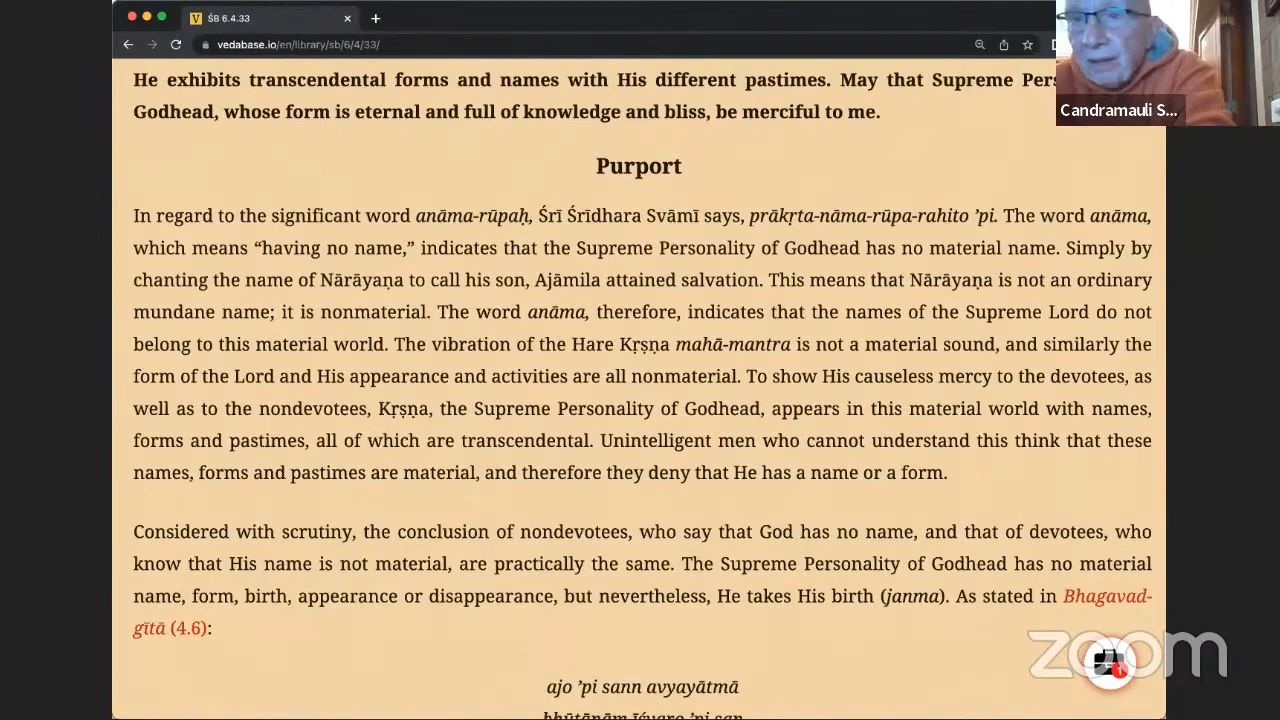 ŚB 6.4.33
vedabase.io/en/library/sb/6/4/33/
He exhibits transcendental forms and names with His different pastimes. May that Supreme
Godhead, whose form is eternal and full of knowledge and bliss, be merciful to me.
Candramauli S...
Purport
In regard to the significant word anāma-rūpaḥ, Śrī Śrīdhara Svāmī says, prākṛta-nāma-rūpa-rahito ’pi. The word anāma,
which means “having no name,” indicates that the Supreme Personality of Godhead has no material name. Simply by
chanting the name of Nārāyaṇa to call his son, Ajāmila attained salvation. This means that Nārāyaṇa is not an ordinary
mundane name; it is nonmaterial. The word anāma, therefore, indicates that the names of the Supreme Lord do not
belong to this material world. The vibration of the Hare Kṛṣṇa mahā-mantra is not a material sound, and similarly the
form of the Lord and His appearance and activities are all nonmaterial. To show His causeless mercy to the devotees, as
well as to the nondevotees, Kṛṣṇa, the Supreme Personality of Godhead, appears in this material world with names,
forms and pastimes, all of which are transcendental. Unintelligent men who cannot understand this think that these
names, forms and pastimes are material, and therefore they deny that He has a name or a form.
Considered with scrutiny, the conclusion of nondevotees, who say that God has no name, and that of devotees, who
know that His name is not material, are practically the same. The Supreme Personality of Godhead has no material
name, form, birth, appearance or disappearance, but nevertheless, He takes His birth (janma). As stated in Bhagavad-
gītā (4.6):
zoom
ajo ’pi sann avyayātmā
bhūtānām īśvaro ’pi san